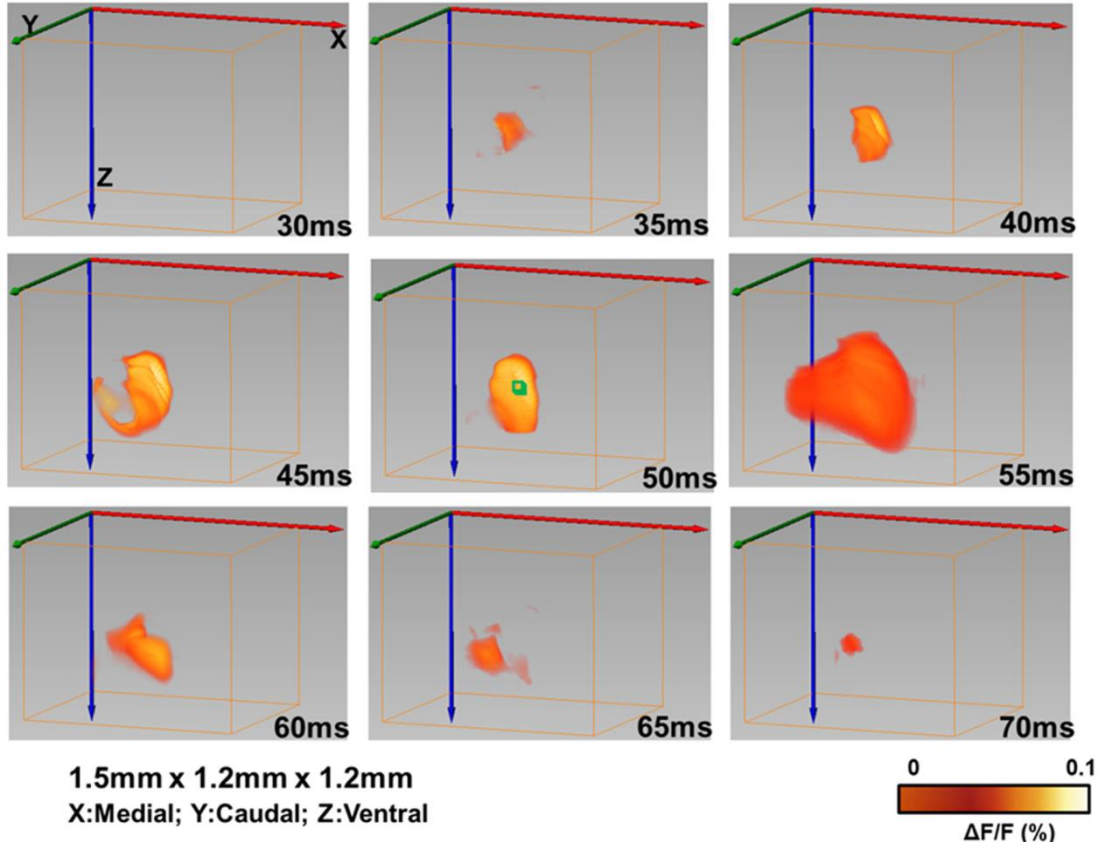 Y
X
Z
30ms
35ms
40ms
45ms
50ms
55ms
60ms
65ms
70ms
1.5mm x 1.2mm x 1.2mm
X:Medial; Y:Caudal; Z:Ventral
0 0.1
ΔF/F (%)